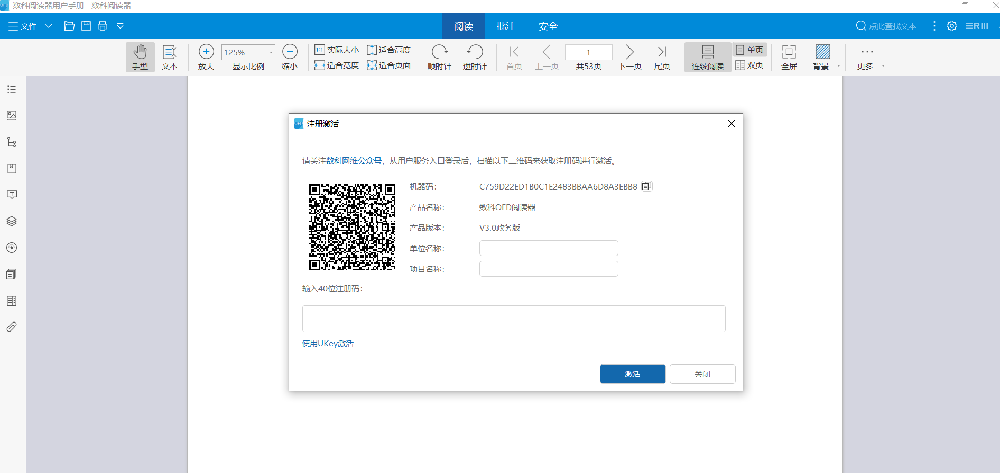 数科阅读器用户手册 - 数科阅读器
文件
阅读
批注
安全
点此查找文本
手型
文本
放大
125%
显示比例
缩小
1:1 实际大小
适合宽度
适合高度
适合页面
顺时针
逆时针
首页
上一页
1
共53页
下一页
尾页
连续阅读
单页
双页
全屏
背景
更多
OFD 注册激活
请关注数科网维公众号，从用户服务入口登录后，扫描以下二维码来获取注册码进行激活。
机器码： C759D22ED1B0C1E2483BBAA6D8A3EBB8
产品名称： 数科OFD阅读器
产品版本： V3.0政务版
单位名称：
项目名称：
输入40位注册码：
— — — —
使用UKey激活
激活
关闭